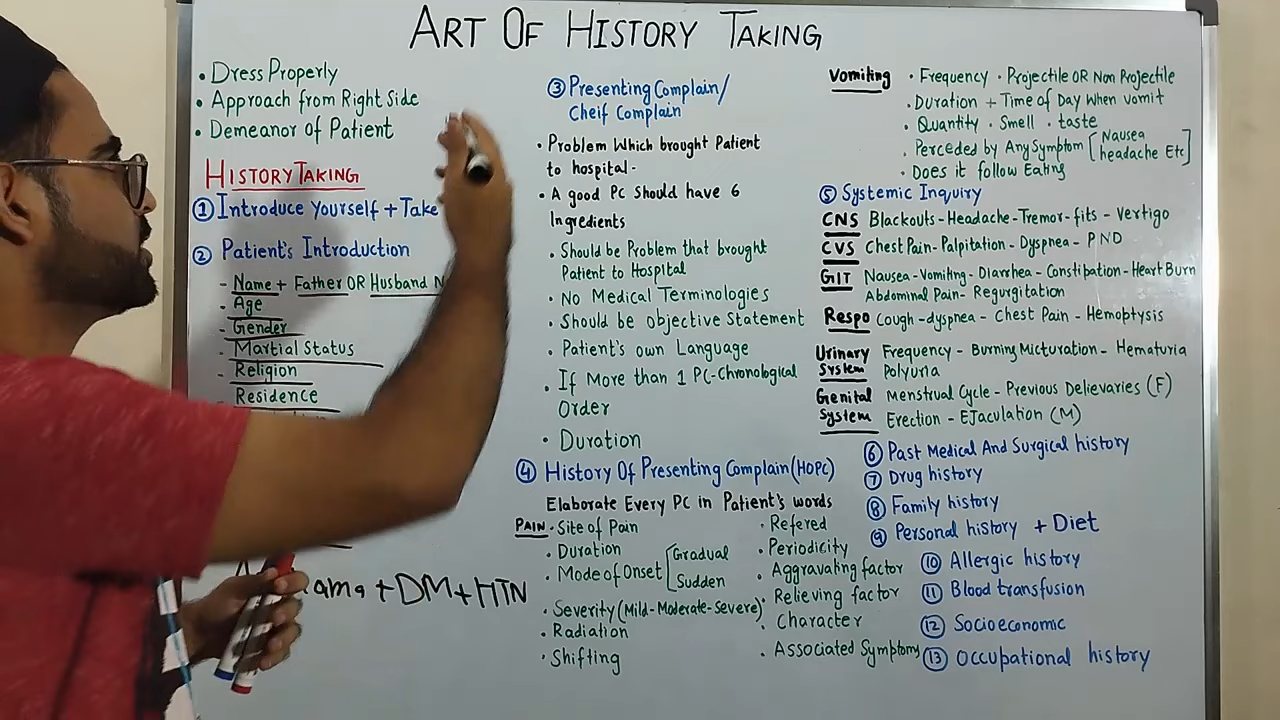 ART OF HISTORY TAKING
• Dress Properly
• Approach from Right Side
• Demeanor of Patient
HISTORY TAKING
① Introduce Yourself + Take
② Patient's Introduction
- Name + Father OR Husband N
- Age
- Gender
- Martial Status
- Religion
- Residence
ama + DM + HTN
③ Presenting Complain/
Cheif Complain
• Problem Which brought Patient
to hospital-
• A good PC Should have 6
Ingredients
• Should be Problem that brought
Patient to Hospital
• No Medical Terminologies
• Should be objective Statement
• Patient's own Language
• If More than 1 PC-Chronological
Order
• Duration
④ History Of Presenting Complain (HOPC)
Elaborate Every PC in Patient's words
PAIN • Site of Pain
• Duration
• Mode of Onset [Gradual
Sudden
• Severity (Mild-Moderate-Severe)
• Radiation
• Shifting
• Refered
• Periodicity
• Aggravating factor
• Relieving factor
• Character
• Associated Symptoms
Vomiting • Frequency • Projectile OR Non Projectile
• Duration + Time of Day When vomit
• Quantity • Smell • taste
• Perceded by Any Symptom [Nausea
headache Etc]
• Does it follow Eating
⑤ Systemic Inquiry
CNS Blackouts-Headache-Tremor-fits-Vertigo
CVS Chest Pain-Palpitation-Dyspnea-PND
GIT Nausea-Vomiting-Diarrhea-Constipation-Heart Burn
Abdominal Pain-Regurgitation
Respo Cough-dyspnea-Chest Pain-Hemoptysis
Urinary System Frequency-Burning Micturation-Hematuria
Polyuria
Genital System Menstrual Cycle-Previous Delievaries (F)
Erection-Ejaculation (M)
⑥ Past Medical And Surgical history
⑦ Drug history
⑧ Family history
⑨ Personal history + Diet
⑩ Allergic history
⑪ Blood transfusion
⑫ Socioeconomic
⑬ Occupational history